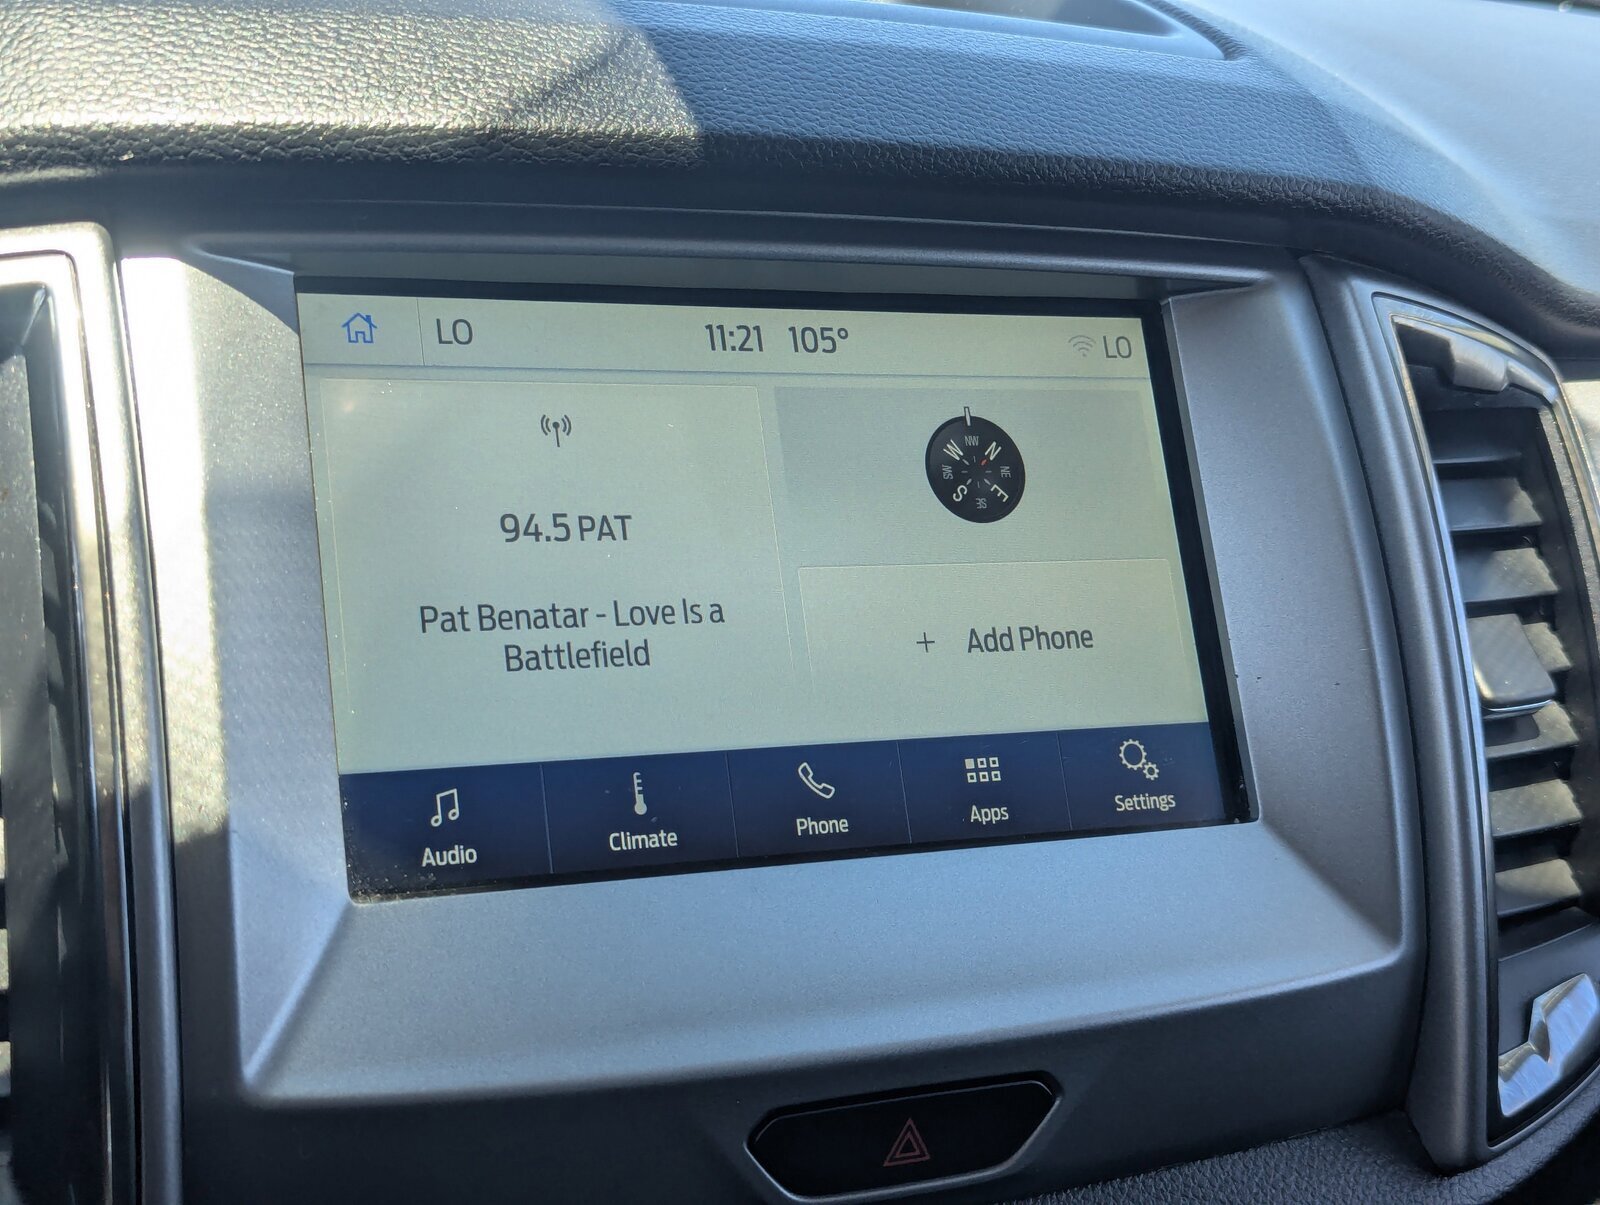 LO 11:21 105° LO
94.5 PAT
Pat Benatar - Love Is a
Battlefield
N
NE
E
SE
S
SW
W
NW
+ Add Phone
Audio
Climate
Phone
Apps
Settings